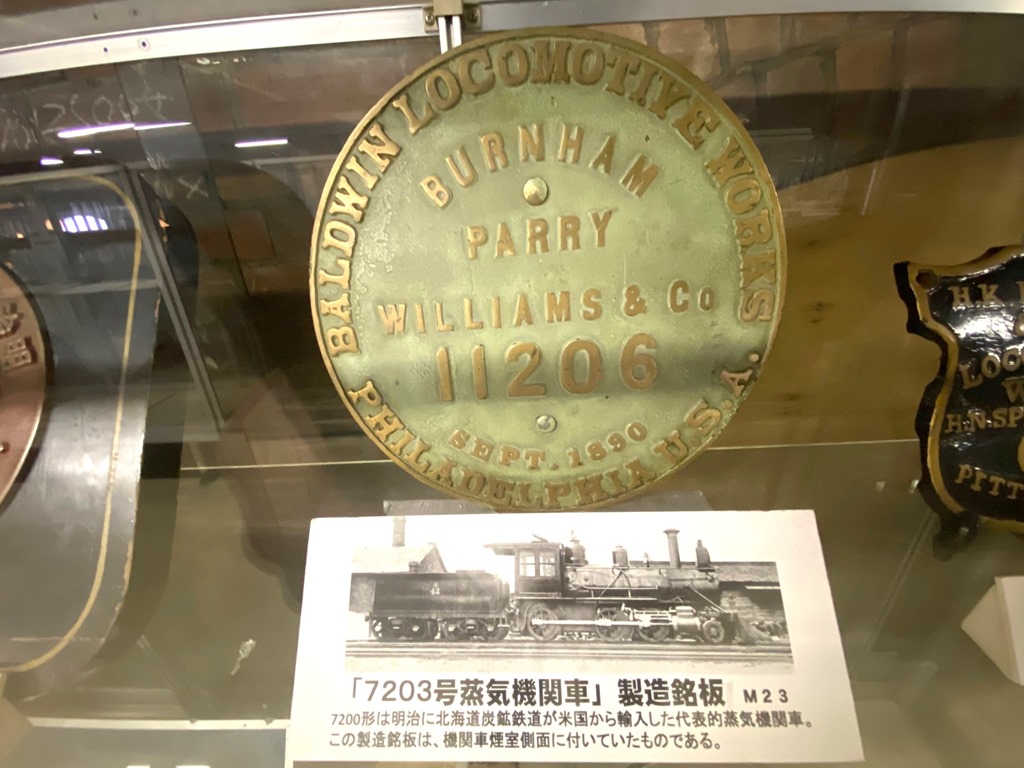 BALDWIN LOCOMOTIVE WORKS
BURNHAM
PARRY
WILLIAMS & Co
11206
SEPT. 1890
PHILADELPHIA U.S.A.
H.K.
LOCO
W
H.N.SP
PITT
「7203号蒸気機関車」製造銘板 M23
7200形は明治に北海道炭鉱鉄道が米国から輸入した代表的蒸気機関車。
この製造銘板は、機関車煙室側面に付いていたものである。